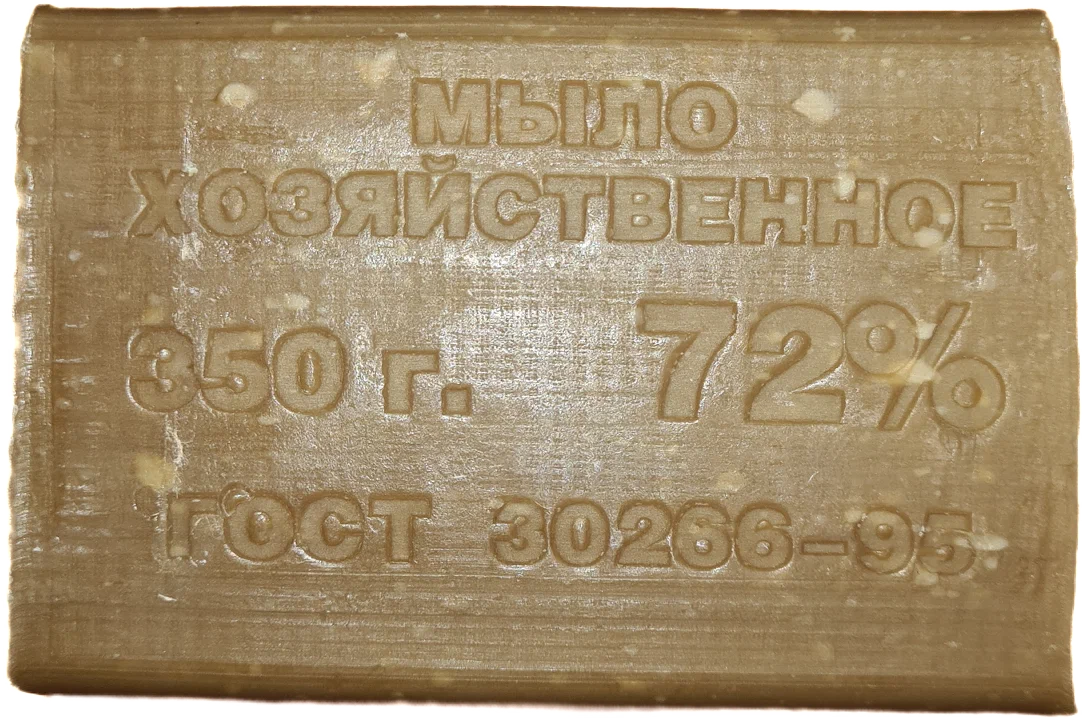 МЫЛО
ХОЗЯЙСТВЕННОЕ
350 г. 72%
ГОСТ 30266-95